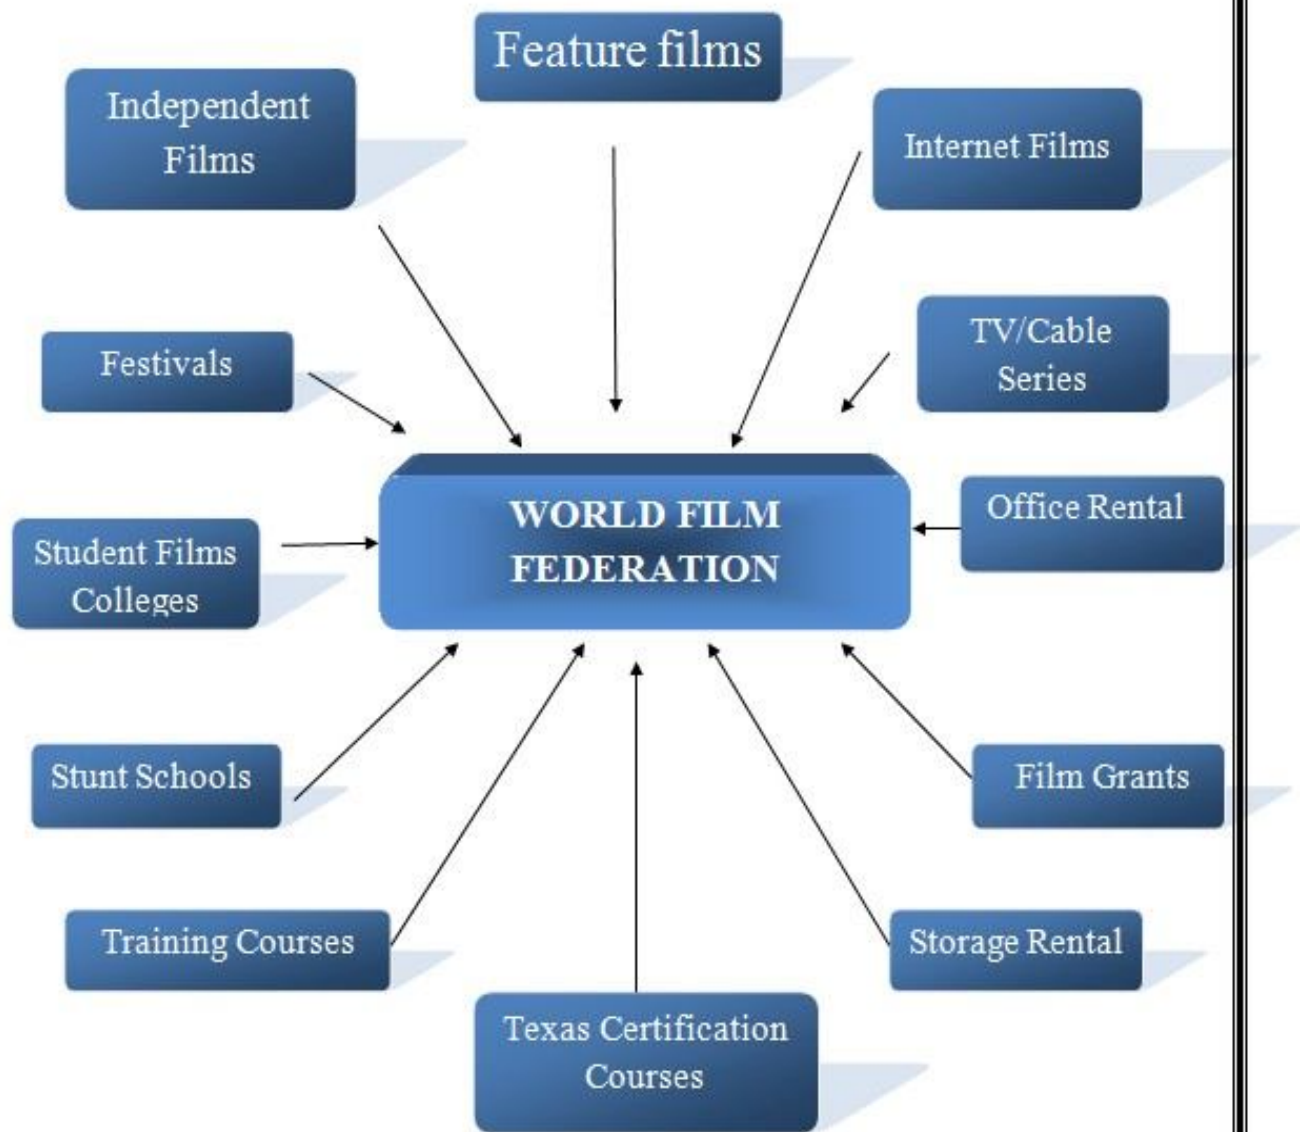 Feature films
Independent
Films
Internet Films
TV/Cable
Series
Festivals
WORLD FILM
FEDERATION
Office Rental
Student Films
Colleges
Stunt Schools
Film Grants
Training Courses
Storage Rental
Texas Certification
Courses